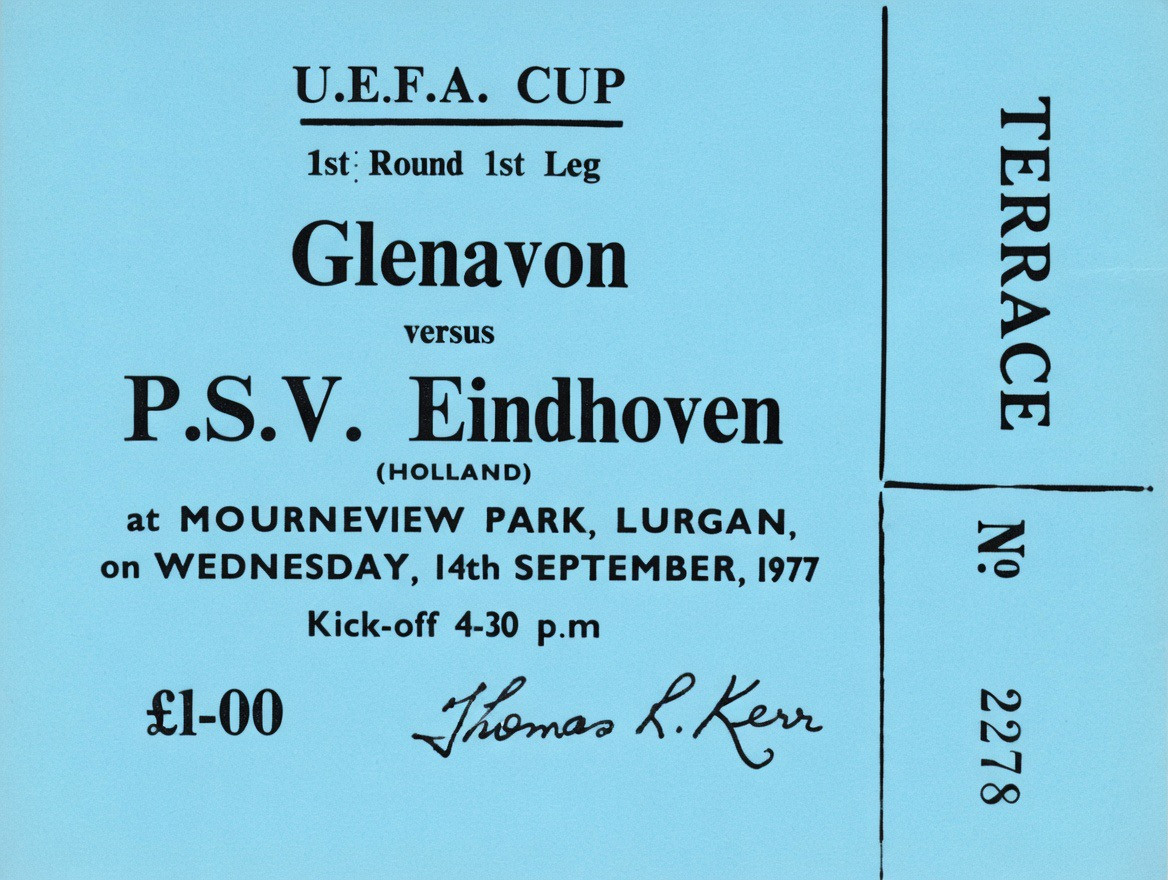 U.E.F.A. CUP
1st Round 1st Leg
Glenavon
versus
P.S.V. Eindhoven
(HOLLAND)
at MOURNEVIEW PARK, LURGAN,
on WEDNESDAY, 14th SEPTEMBER, 1977
Kick-off 4-30 p.m
£1-00
Thomas R. Kerr
TERRACE
No. 2278